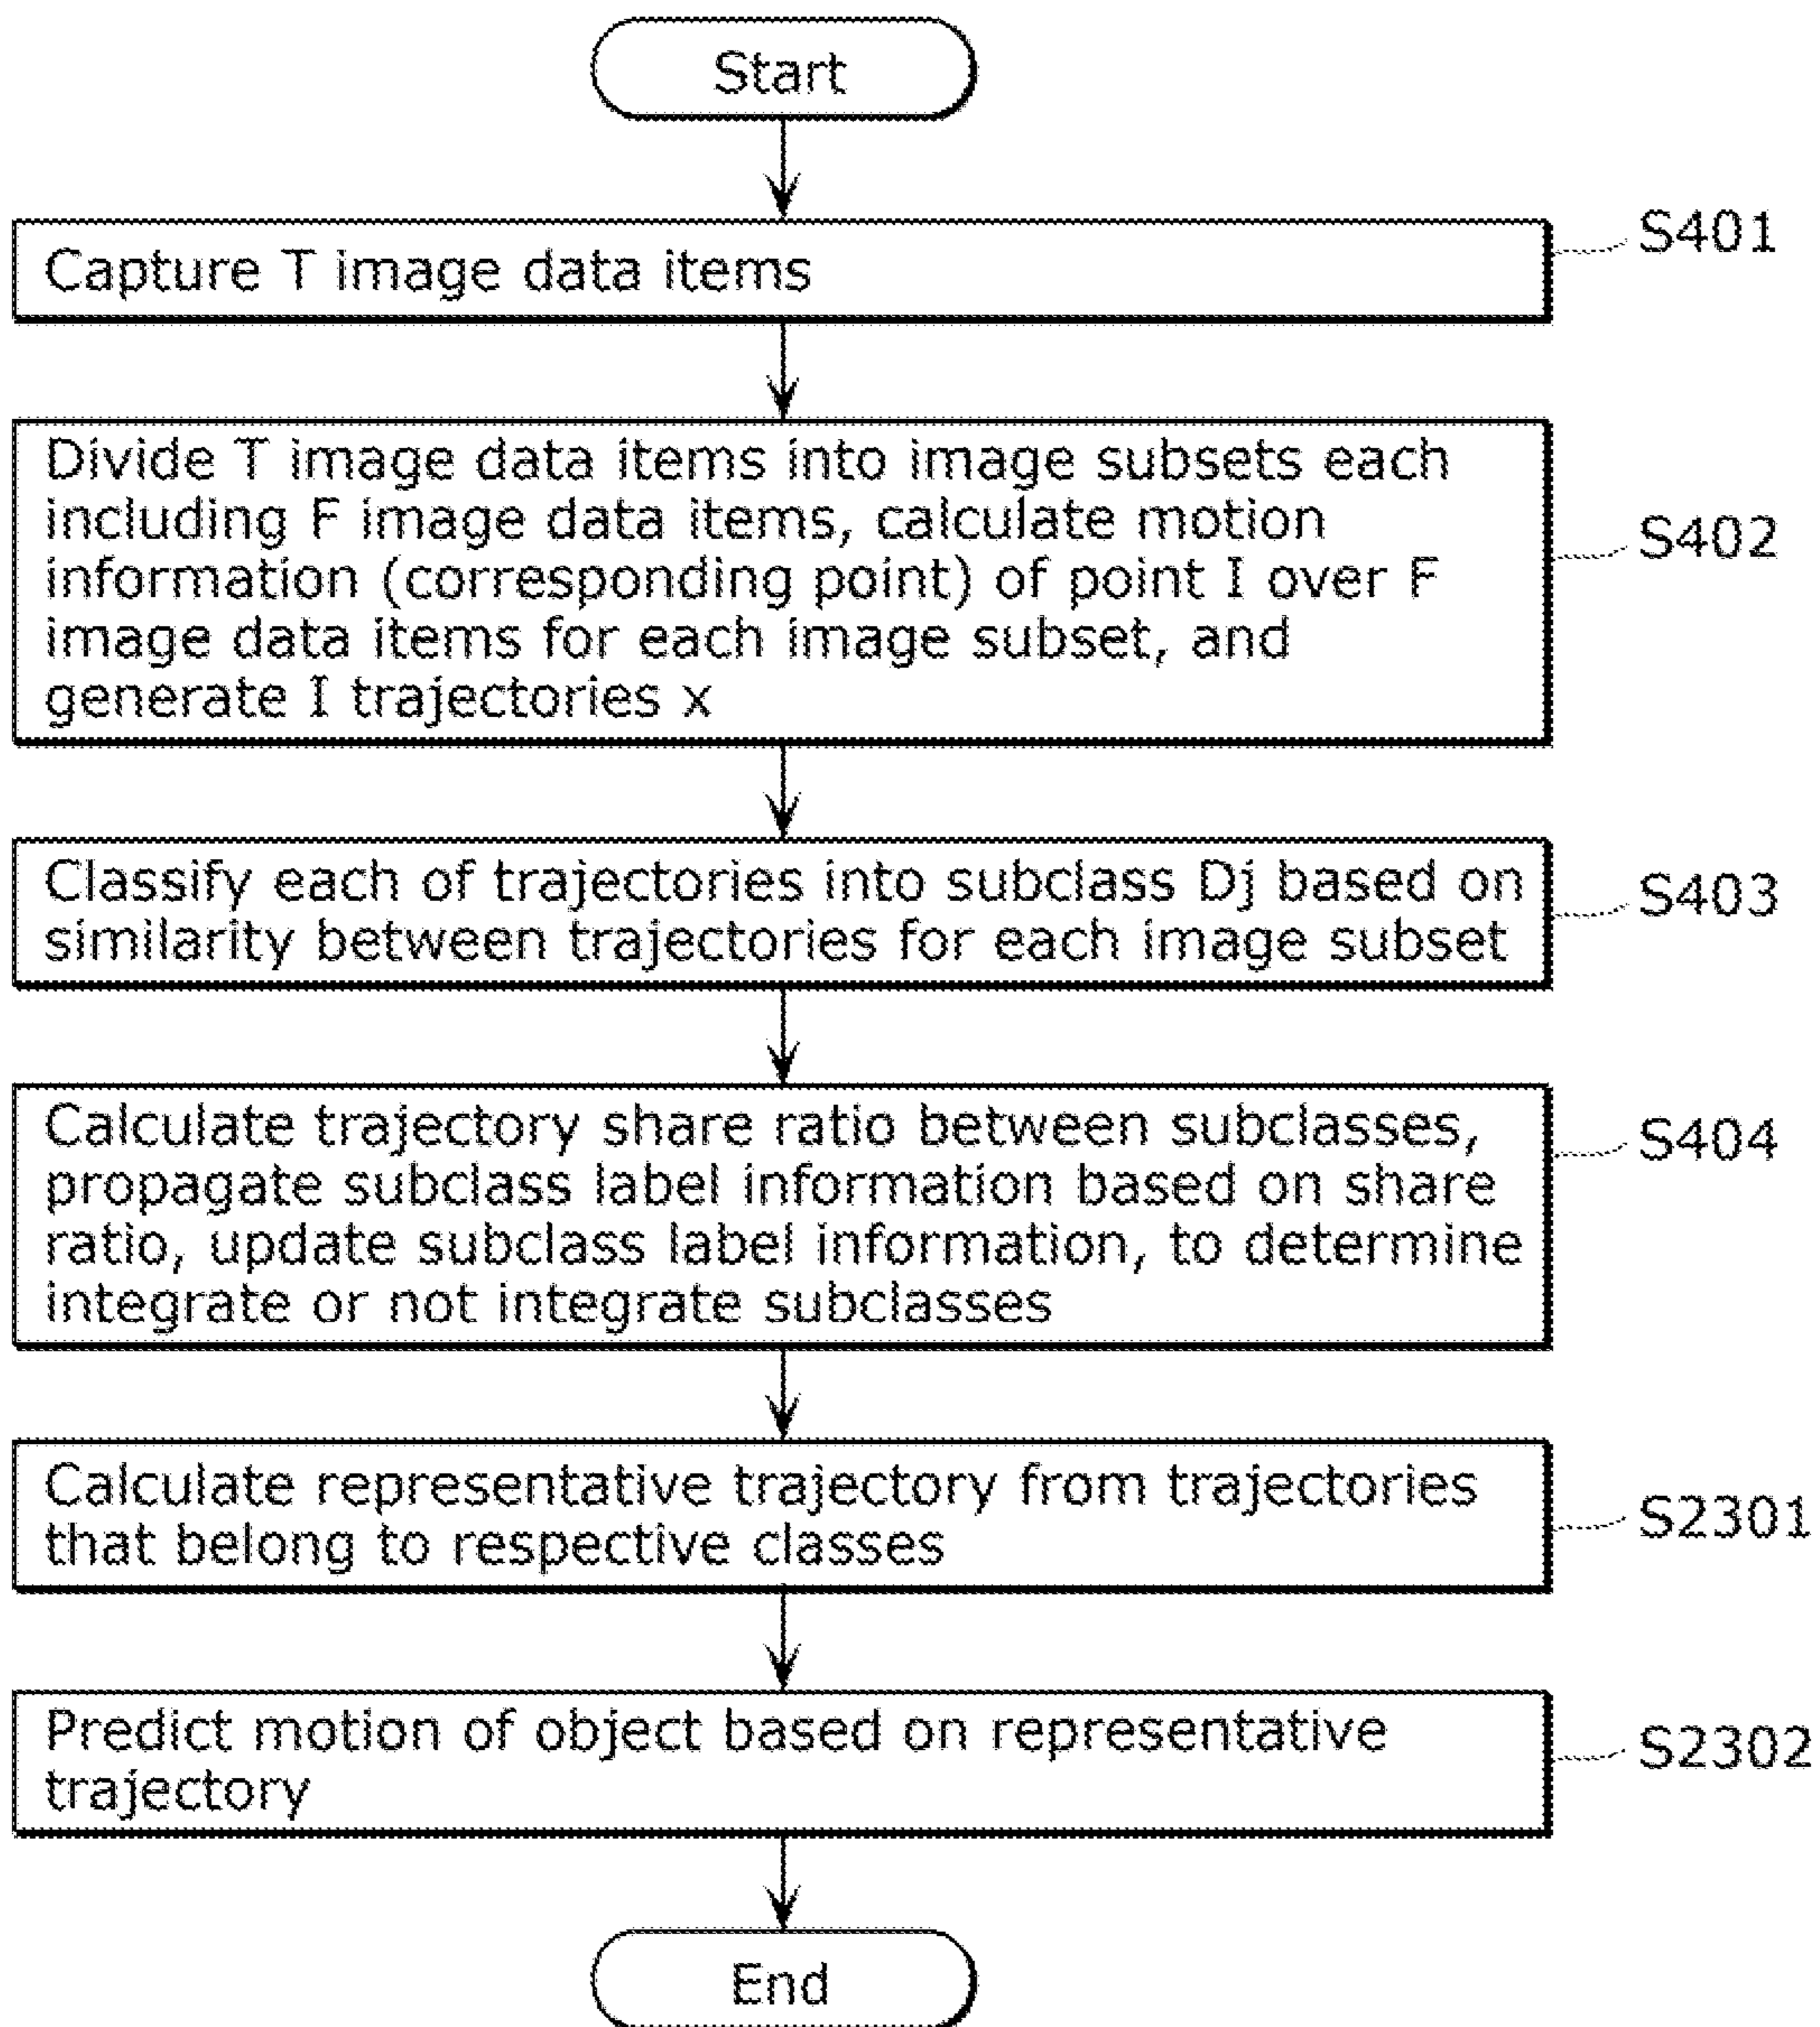 Start
S401
Capture T image data items
Divide T image data items into image subsets each
including F image data items, calculate motion
information (corresponding point) of point I over F
image data items for each image subset, and
generate I trajectories x
S402
Classify each of trajectories into subclass Dj based on
similarity between trajectories for each image subset
S403
Calculate trajectory share ratio between subclasses,
propagate subclass label information based on share
ratio, update subclass label information, to determine
integrate or not integrate subclasses
S404
Calculate representative trajectory from trajectories
that belong to respective classes
S2301
Predict motion of object based on representative
trajectory
S2302
End